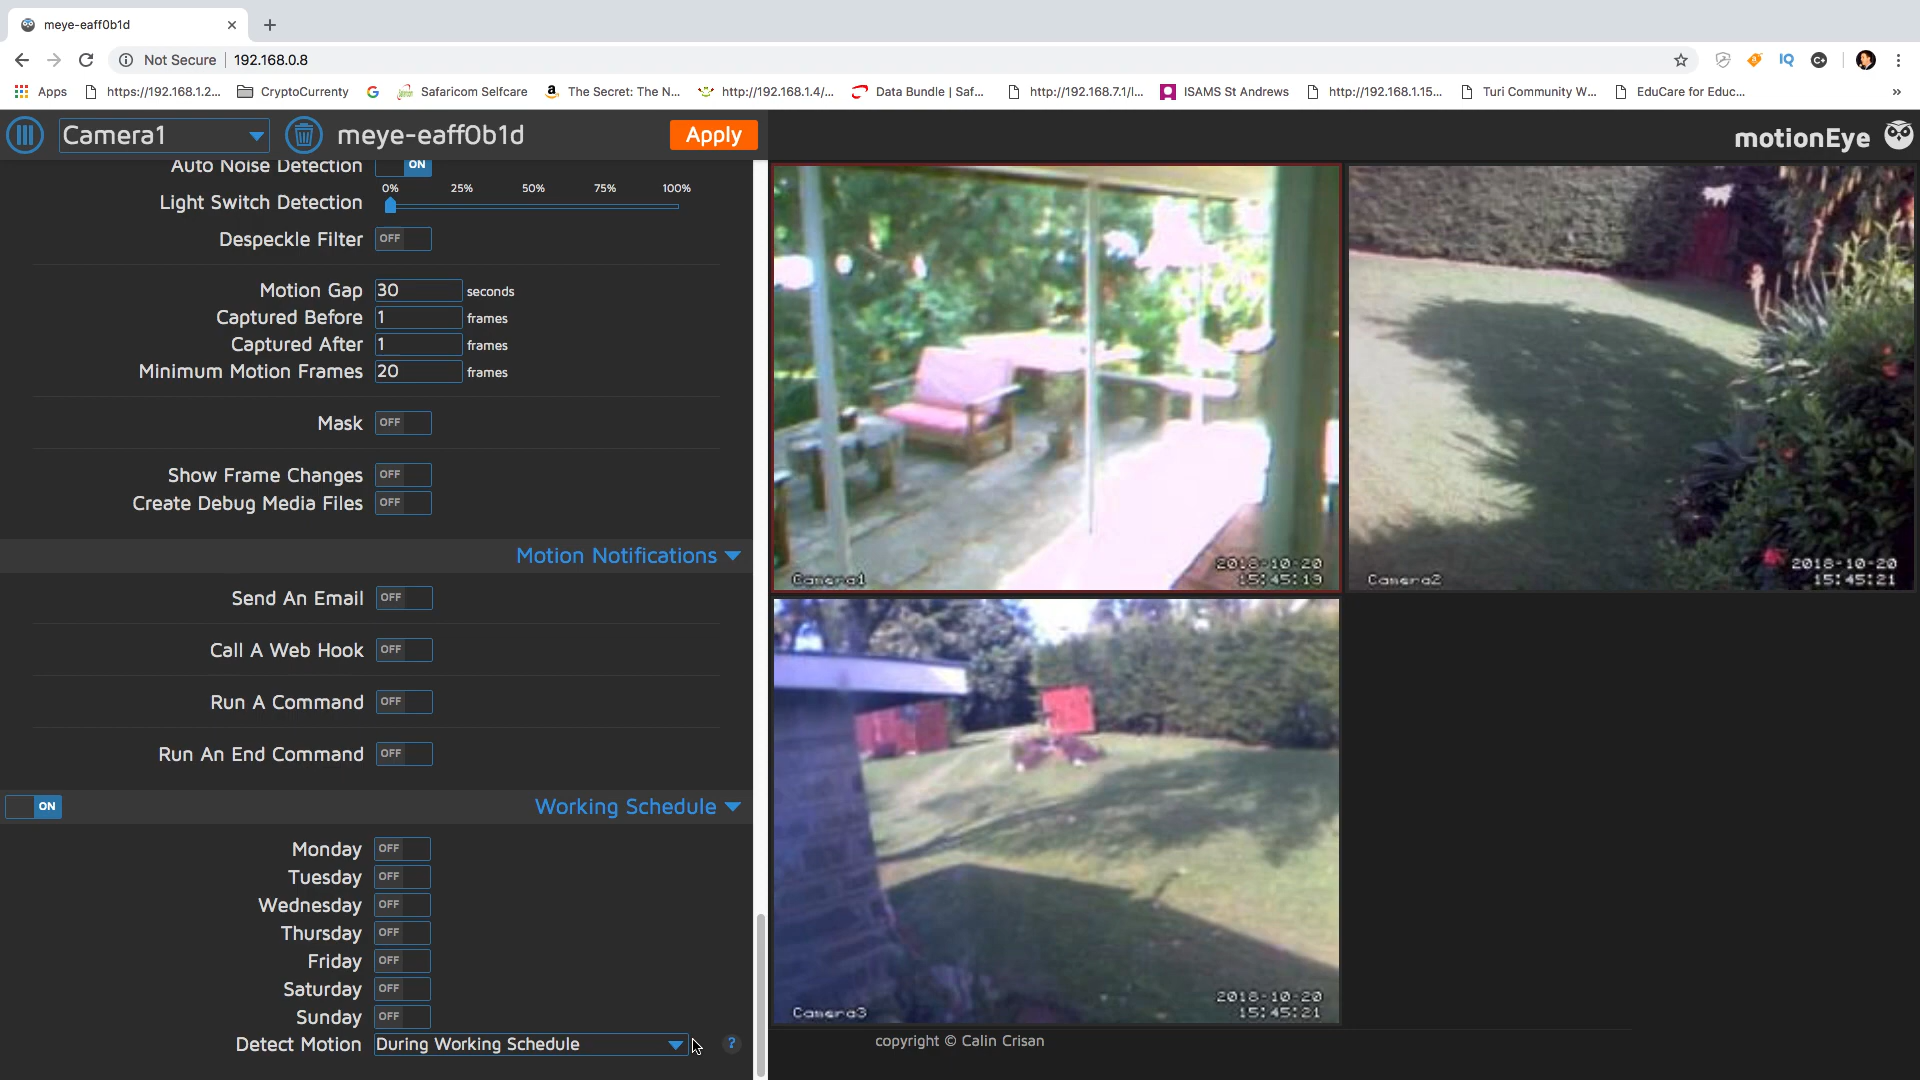 meye-eaff0b1d
Not Secure 192.168.0.8
Apps https://192.168.1.2... CryptoCurrenty Safaricom Selfcare The Secret: The N... http://192.168.1.4/... Data Bundle | Saf... http://192.168.7.1/l... ISAMS St Andrews http://192.168.1.15... Turi Community W... EduCare for Educ... »
Camera1 meye-eaff0b1d Apply motionEye
Auto Noise Detection ON
0% 25% 50% 75% 100%
Light Switch Detection
Despeckle Filter OFF
Motion Gap 30 seconds
Captured Before 1 frames
Captured After 1 frames
Minimum Motion Frames 20 frames
Mask OFF
Show Frame Changes OFF
Create Debug Media Files OFF
Motion Notifications
Send An Email OFF
Call A Web Hook OFF
Run A Command OFF
Run An End Command OFF
ON Working Schedule
Monday OFF
Tuesday OFF
Wednesday OFF
Thursday OFF
Friday OFF
Saturday OFF
Sunday OFF
Detect Motion During Working Schedule ?
2018-10-20
Camera1 15:45:19
2018-10-20
Camera2 15:45:21
2018-10-20
Camera3 15:45:21
copyright © Calin Crisan